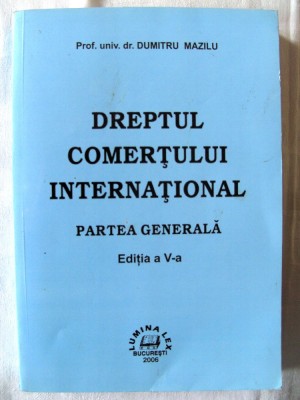 Prof. univ. dr. DUMITRU MAZILU
DREPTUL
COMERŢULUI
INTERNAŢIONAL
PARTEA GENERALĂ
Ediţia a V-a
LUMINA LEX
BUCUREŞTI
2006